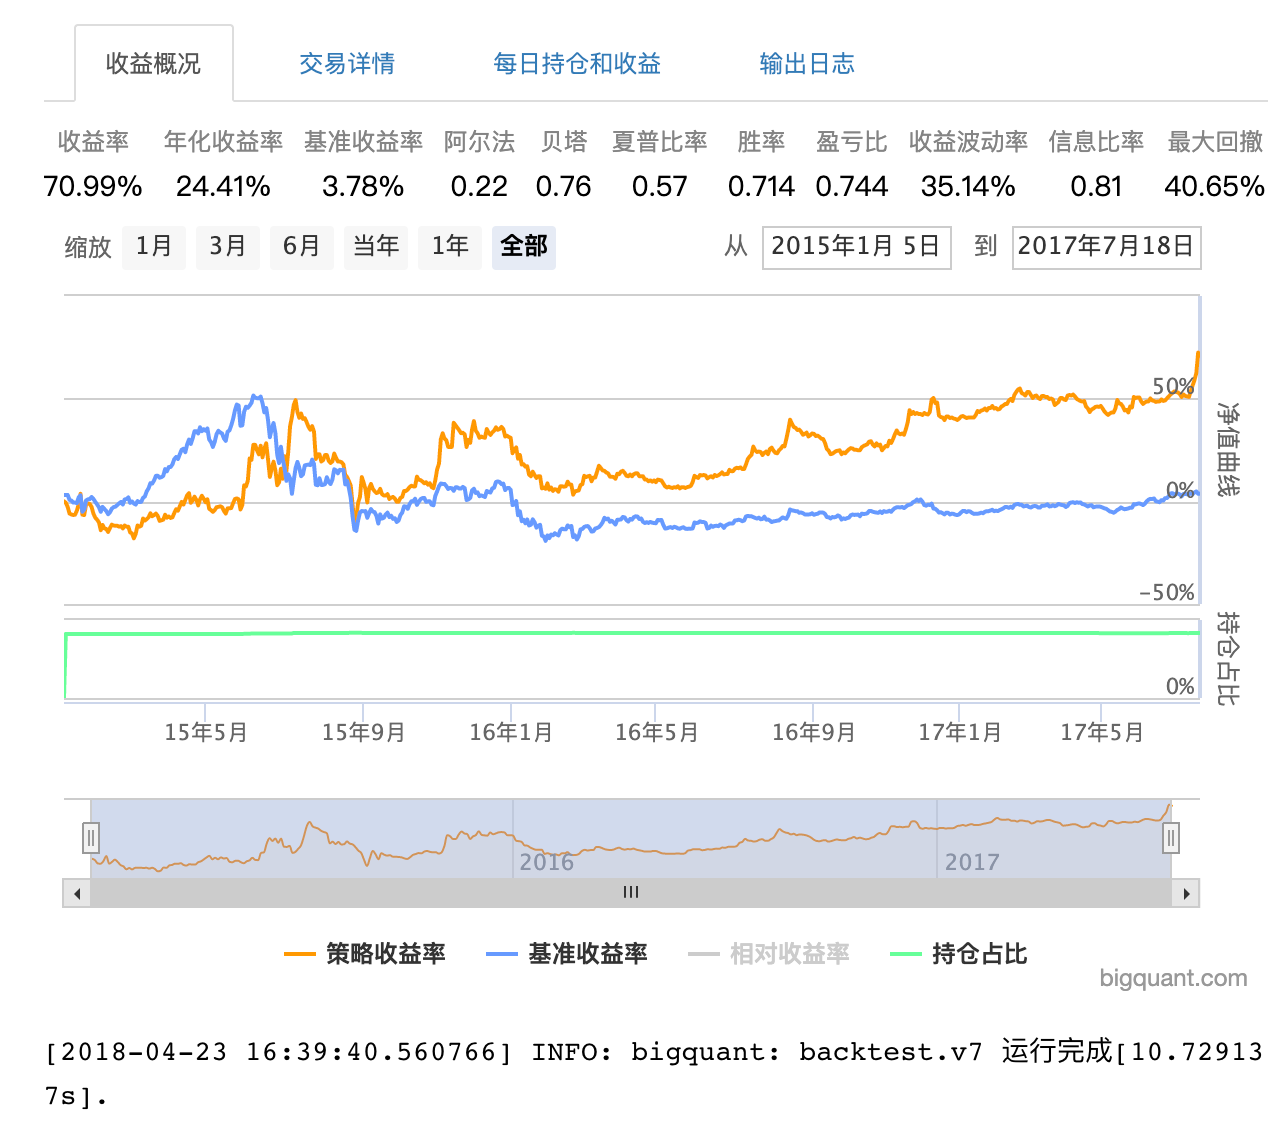 收益概况 交易详情 每日持仓和收益 输出日志
收益率 年化收益率 基准收益率 阿尔法 贝塔 夏普比率 胜率 盈亏比 收益波动率 信息比率 最大回撤
70.99% 24.41% 3.78% 0.22 0.76 0.57 0.714 0.744 35.14% 0.81 40.65%
缩放 1月 3月 6月 当年 1年 全部 从 2015年1月 5日 到 2017年7月18日
50%
净值曲线
0%
-50%
持仓占比
0%
15年5月 15年9月 16年1月 16年5月 16年9月 17年1月 17年5月
2016 2017
策略收益率 基准收益率 相对收益率 持仓占比
bigquant.com
[2018-04-23 16:39:40.560766] INFO: bigquant: backtest.v7 运行完成[10.72913
7s].